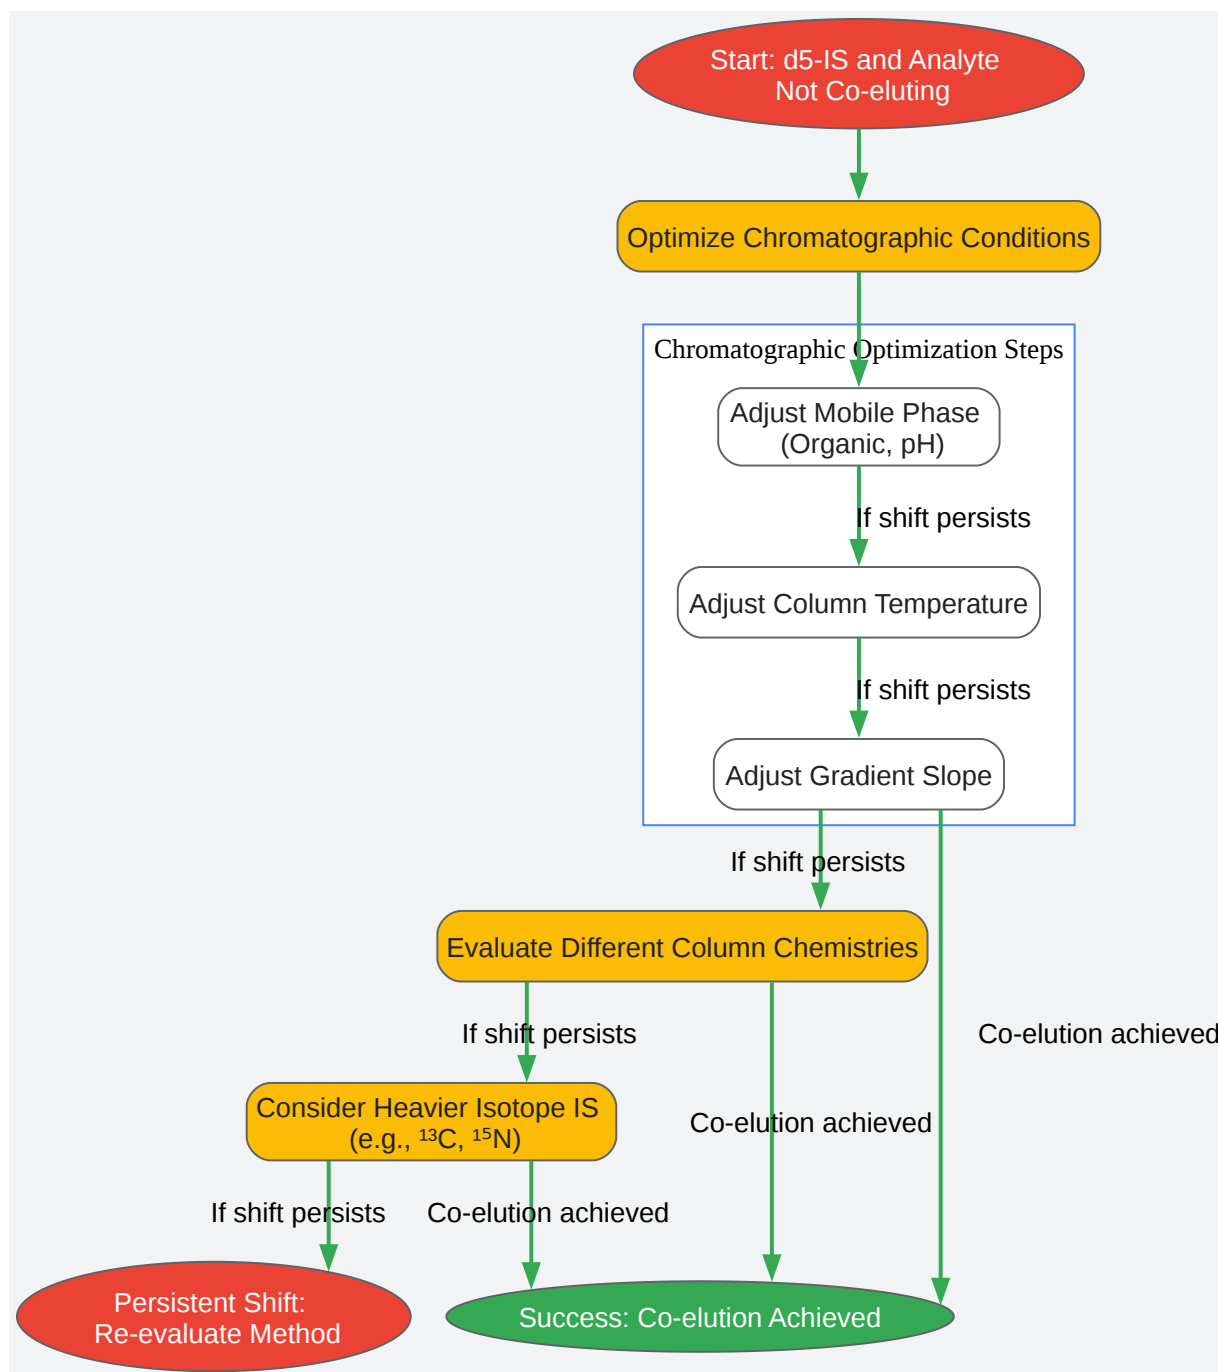 Start: d5-IS and Analyte
Not Co-eluting
Optimize Chromatographic Conditions
Chromatographic Optimization Steps
Adjust Mobile Phase
(Organic, pH)
If shift persists
Adjust Column Temperature
If shift persists
Adjust Gradient Slope
If shift persists
Evaluate Different Column Chemistries
If shift persists
Co-elution achieved
Consider Heavier Isotope IS
(e.g., ¹³C, ¹⁵N)
Co-elution achieved
If shift persists
Co-elution achieved
Persistent Shift:
Re-evaluate Method
Success: Co-elution Achieved